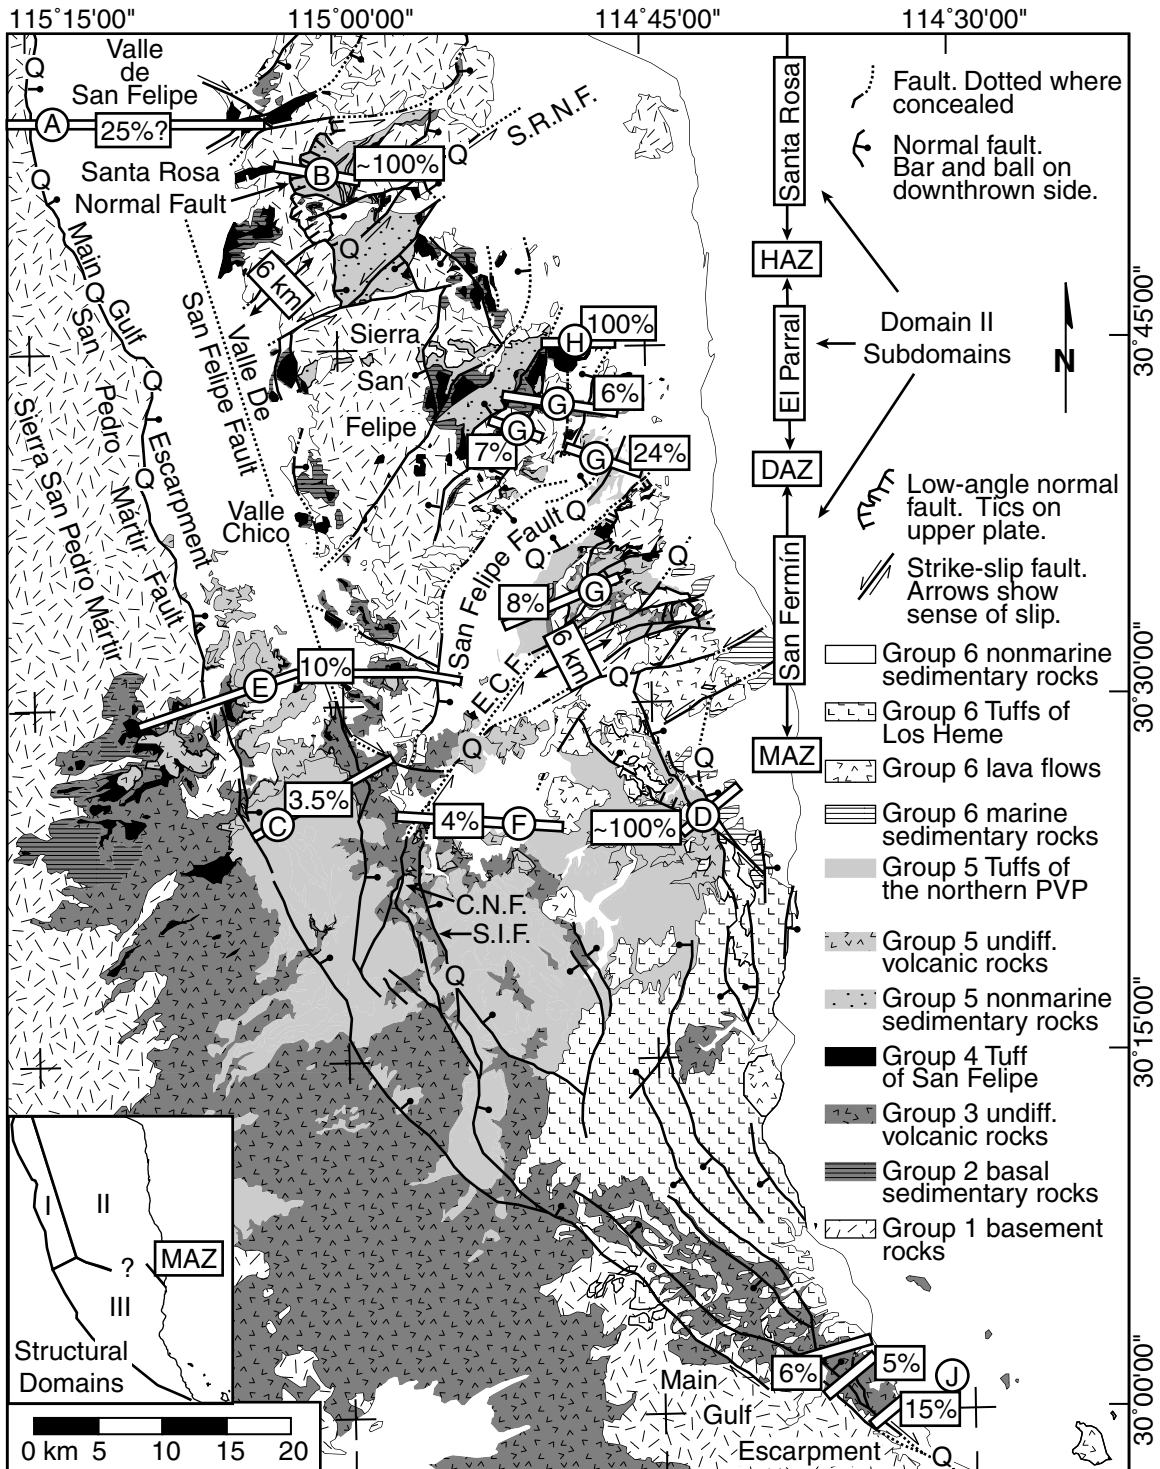 115°15'00"
115°00'00"
114°45'00"
114°30'00"
Valle
de
San Felipe
Q
A
25%?
Q
Santa Rosa
Normal Fault
B
~100%
Q
S.R.N.F.
Q
6 km
Main
Q
Gulf
Q
Escarpment
Q
San
Pedro
Mártir
Fault
Sierra San Pedro Mártir
San Felipe Fault
Valle De
Valle
Chico
Sierra
San
Felipe
H
100%
G
6%
G
7%
G
24%
San Felipe Fault
Q
Q
Q
G
8%
6 km
E.C.F.
Q
Q
Q
E
10%
C
3.5%
4%
F
~100%
D
C.N.F.
S.I.F.
Q
Santa Rosa
HAZ
El Parral
DAZ
San Fermín
MAZ
Domain II
Subdomains
N
Fault. Dotted where
concealed
Normal fault.
Bar and ball on
downthrown side.
Low-angle normal
fault. Tics on
upper plate.
Strike-slip fault.
Arrows show
sense of slip.
Group 6 nonmarine
sedimentary rocks
Group 6 Tuffs of
Los Heme
Group 6 lava flows
Group 6 marine
sedimentary rocks
Group 5 Tuffs of
the northern PVP
Group 5 undiff.
volcanic rocks
Group 5 nonmarine
sedimentary rocks
Group 4 Tuff
of San Felipe
Group 3 undiff.
volcanic rocks
Group 2 basal
sedimentary rocks
Group 1 basement
rocks
30°45'00"
30°30'00"
30°15'00"
30°00'00"
I
II
?
III
MAZ
Structural
Domains
0 km 5 10 15 20
Main
Gulf
Escarpment
6%
5%
J
15%
Q